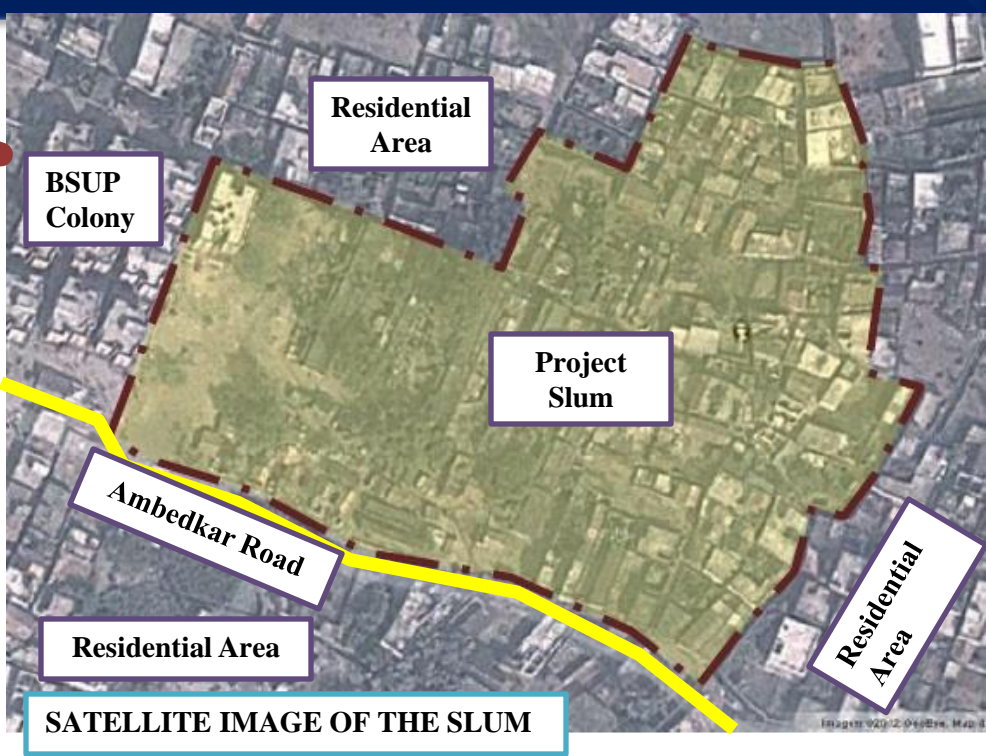 Residential
Area
BSUP
Colony
Project
Slum
Ambedkar Road
Residential
Area
Residential Area
SATELLITE IMAGE OF THE SLUM